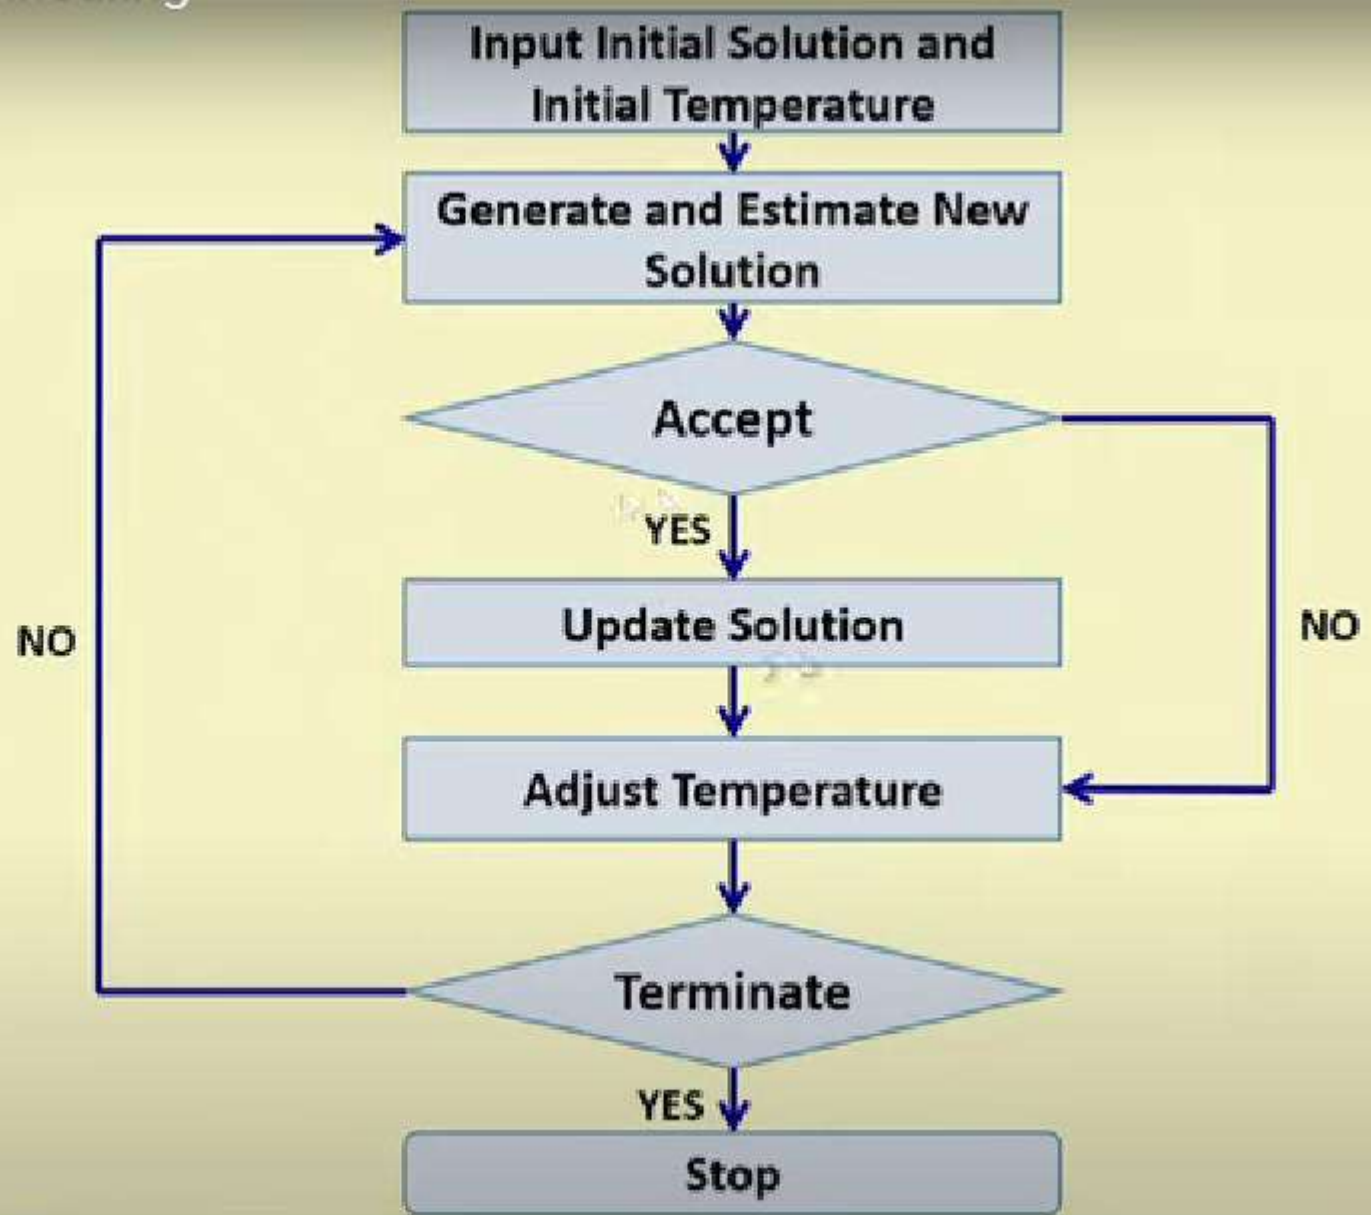 Input Initial Solution and
Initial Temperature
Generate and Estimate New
Solution
Accept
YES
Update Solution
NO
NO
Adjust Temperature
Terminate
YES
Stop